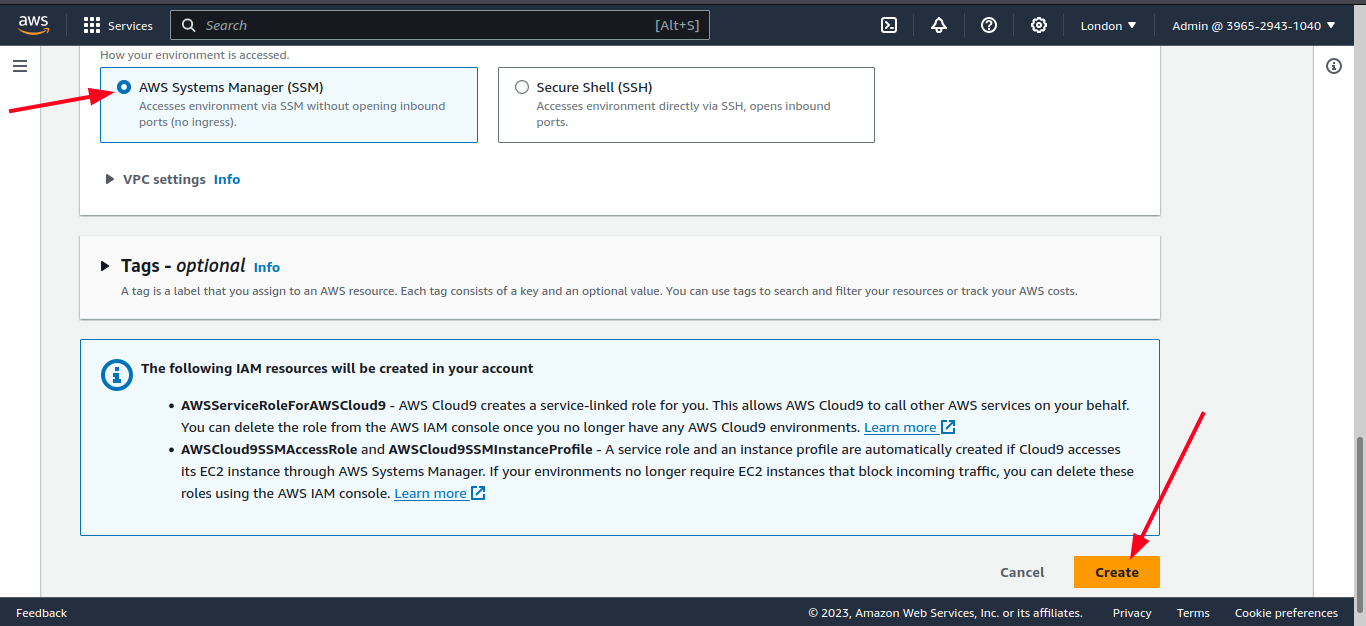 aws
Services
Search
[Alt+S]
London
Admin @ 3965-2943-1040
How your environment is accessed.
AWS Systems Manager (SSM)
Accesses environment via SSM without opening inbound
ports (no ingress).
Secure Shell (SSH)
Accesses environment directly via SSH, opens inbound
ports.
VPC settings Info
Tags - optional Info
A tag is a label that you assign to an AWS resource. Each tag consists of a key and an optional value. You can use tags to search and filter your resources or track your AWS costs.
The following IAM resources will be created in your account
• AWSServiceRoleForAWSCloud9 - AWS Cloud9 creates a service-linked role for you. This allows AWS Cloud9 to call other AWS services on your behalf.
You can delete the role from the AWS IAM console once you no longer have any AWS Cloud9 environments. Learn more
• AWSCloud9SSMAccessRole and AWSCloud9SSMInstanceProfile - A service role and an instance profile are automatically created if Cloud9 accesses
its EC2 instance through AWS Systems Manager. If your environments no longer require EC2 instances that block incoming traffic, you can delete these
roles using the AWS IAM console. Learn more
Cancel
Create
Feedback
© 2023, Amazon Web Services, Inc. or its affiliates.
Privacy
Terms
Cookie preferences